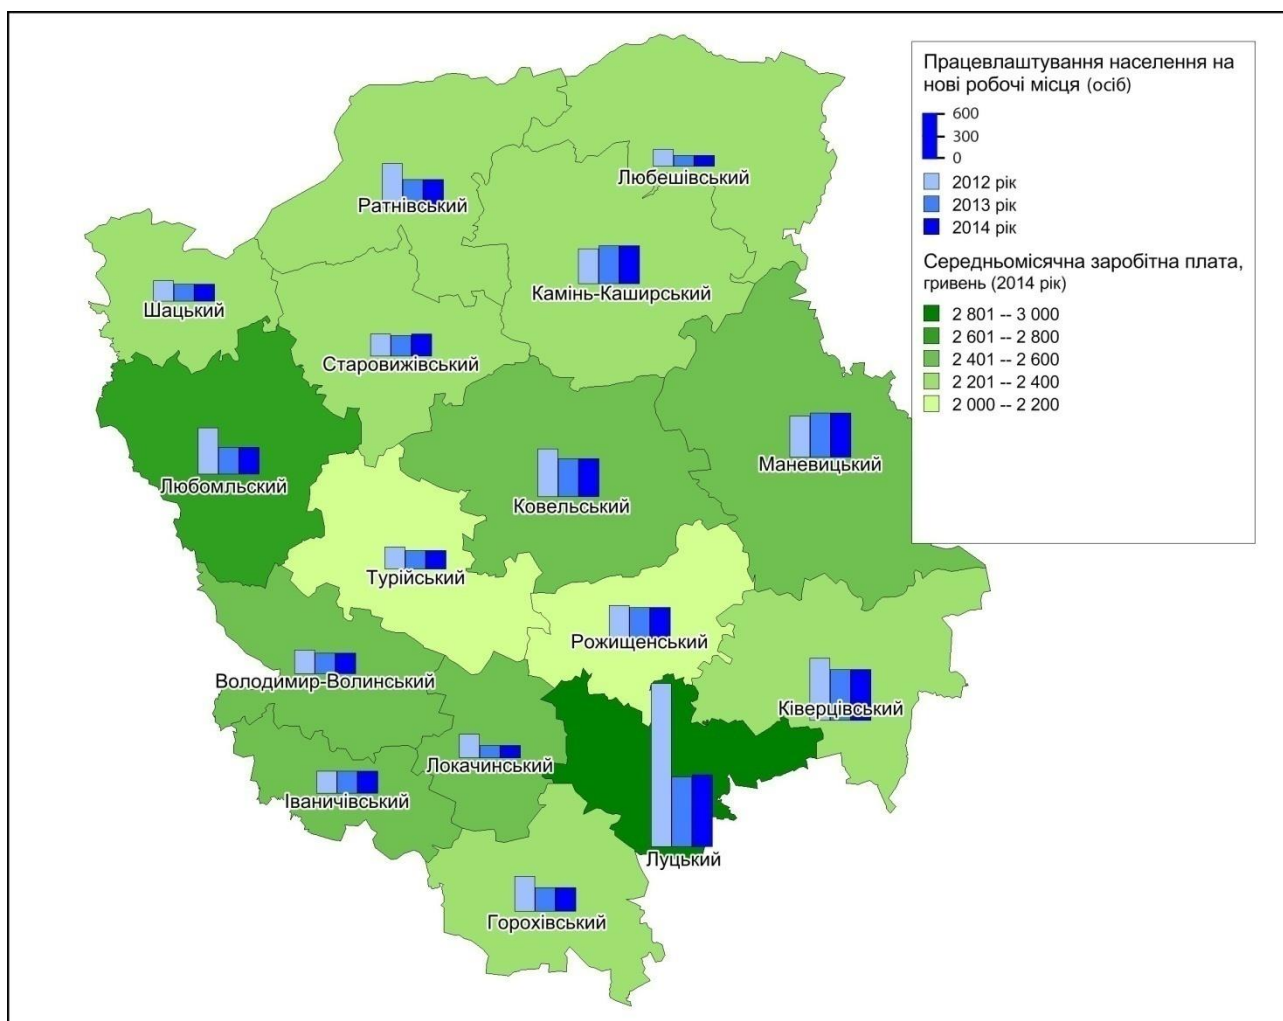 Працевлаштування населення на
нові робочі місця (осіб)
600
300
0
2012 рік
2013 рік
2014 рік
Середньомісячна заробітна плата,
гривень (2014 рік)
2 801 -- 3 000
2 601 -- 2 800
2 401 -- 2 600
2 201 -- 2 400
2 000 -- 2 200
Любешівський
Ратнівський
Камінь-Каширський
Шацький
Старовижівський
Маневицький
Любомльский
Ковельський
Турійський
Рожищенський
Володимир-Волинський
Ківерцівський
Локачинський
Іваничівський
Луцький
Горохівський